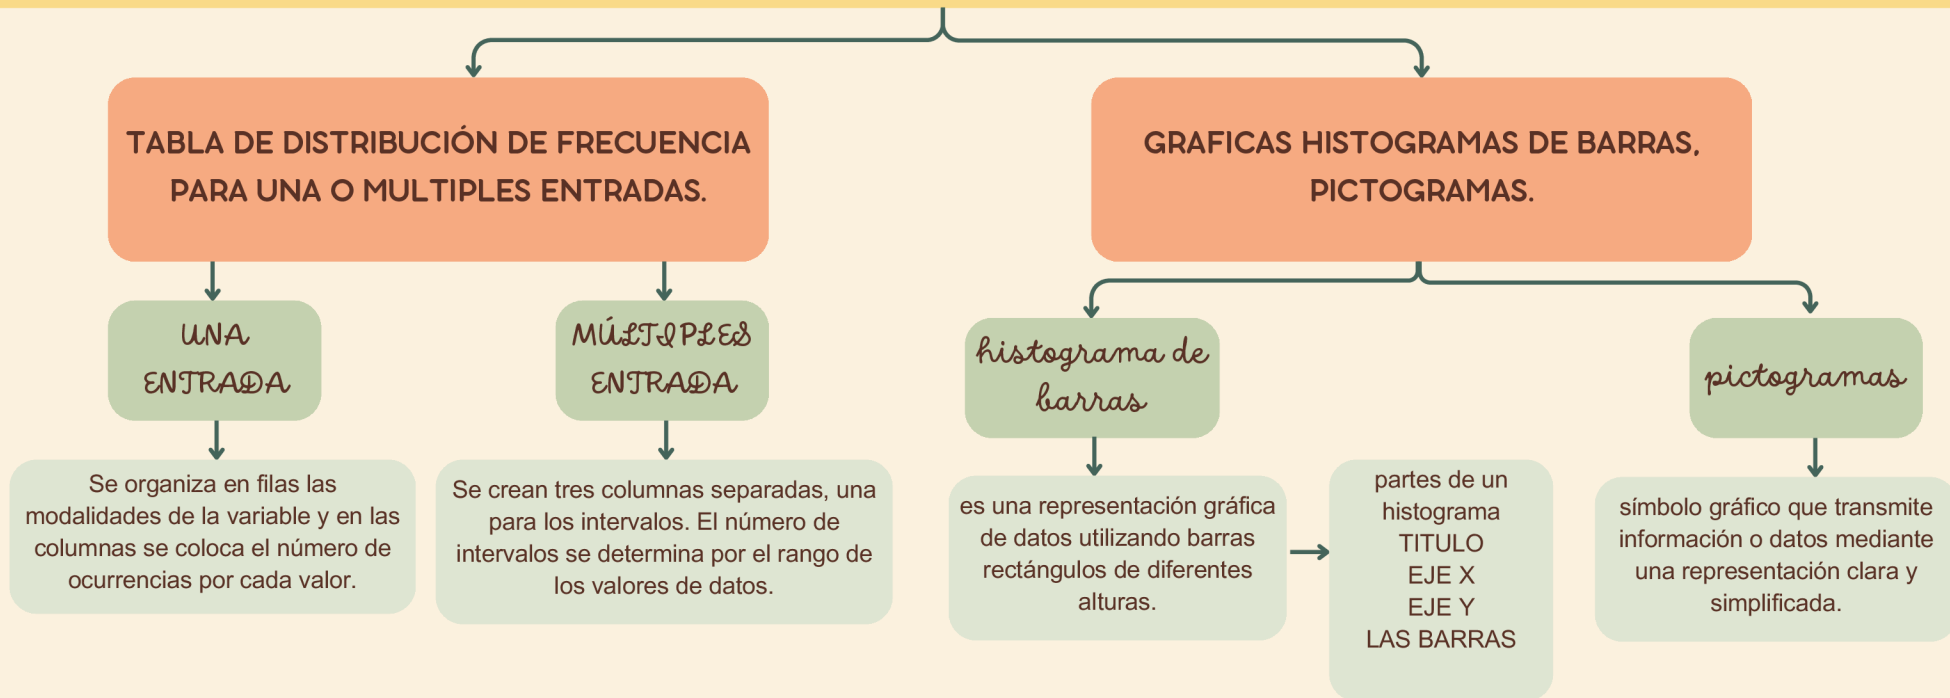 TABLA DE DISTRIBUCIÓN DE FRECUENCIA
PARA UNA O MULTIPLES ENTRADAS.
UNA
ENTRADA
Se organiza en filas las
modalidades de la variable y en las
columnas se coloca el número de
ocurrencias por cada valor.
MÚLTIPLES
ENTRADA
Se crean tres columnas separadas, una
para los intervalos. El número de
intervalos se determina por el rango de
los valores de datos.
GRAFICAS HISTOGRAMAS DE BARRAS,
PICTOGRAMAS.
histograma de
barras
es una representación gráfica
de datos utilizando barras
rectángulos de diferentes
alturas.
partes de un
histograma
TITULO
EJE X
EJE Y
LAS BARRAS
pictogramas
símbolo gráfico que transmite
información o datos mediante
una representación clara y
simplificada.